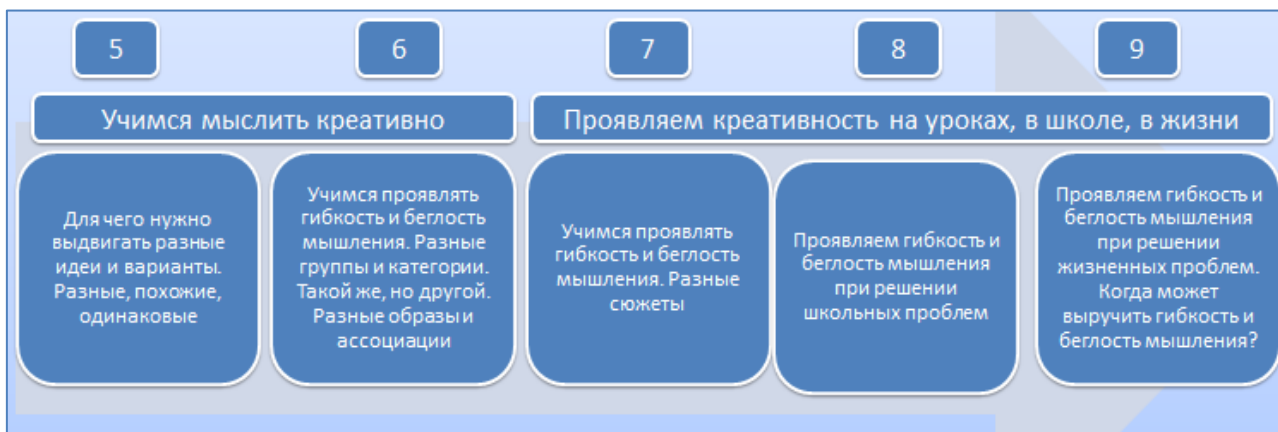 5
6
7
8
9
Учимся мыслить креативно
Проявляем креативность на уроках, в школе, в жизни
Для чего нужно
выдвигать разные
идеи и варианты.
Разные, похожие,
одинаковые
Учимся проявлять
гибкость и беглость
мышления. Разные
группы и категории.
Такой же, но другой.
Разные образы и
ассоциации
Учимся проявлять
гибкость и беглость
мышления. Разные
сюжеты
Проявляем гибкость и
беглость мышления
при решении
школьных проблем
Проявляем гибкость и
беглость мышления
при решении
жизненных проблем.
Когда может
выручить гибкость и
беглость мышления?